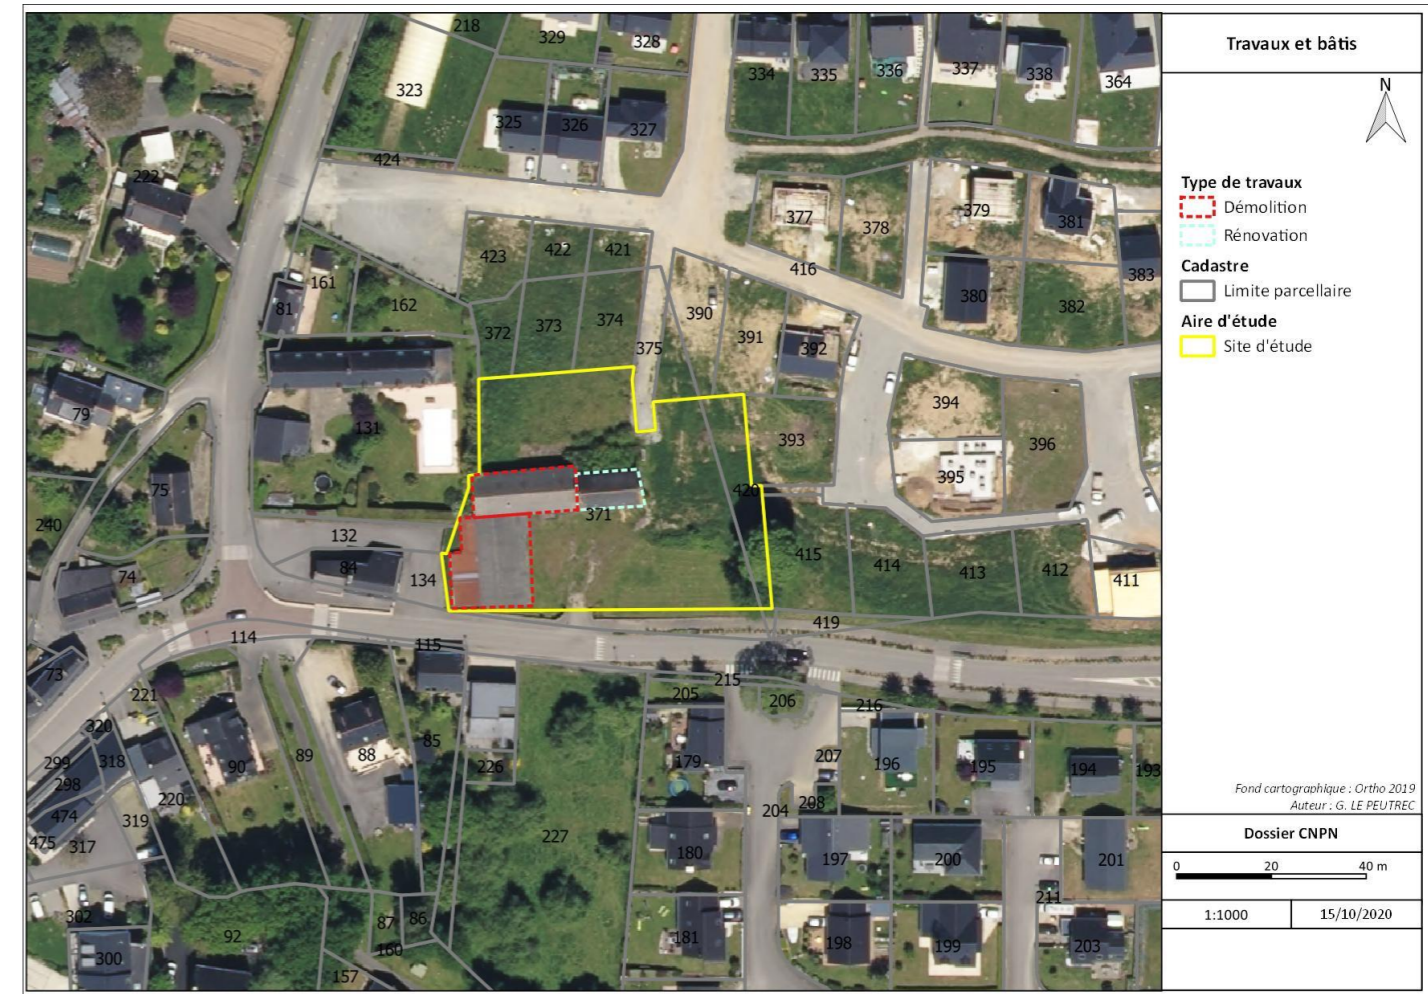 Travaux et bâtis
N
Type de travaux
Démolition
Rénovation
Cadastre
Limite parcellaire
Aire d'étude
Site d'étude
Fond cartographique : Ortho 2019
Auteur : G. LE PEUTREC
Dossier CNPN
0 20 40 m
1:1000 15/10/2020
218 329 328
334 335 336 337 338 364
323
325 326 327
424
222
377 378 379 381
423 422 421
416
161 162
81
383
380 382
390
372 373 374
375 391 392
79
131
394
393 396
395
75
420
371
240
132
84 134
415 414 413 412 411
74
419
114 115
73
215
205 206
221
216
320
299 318
298
89 88 85
90
179
207 196 195 194 193
226
220
208
204
474
319
475 317
227
180 197 200 201
211
302
87 86
92
160
181 198 199 203
300
157